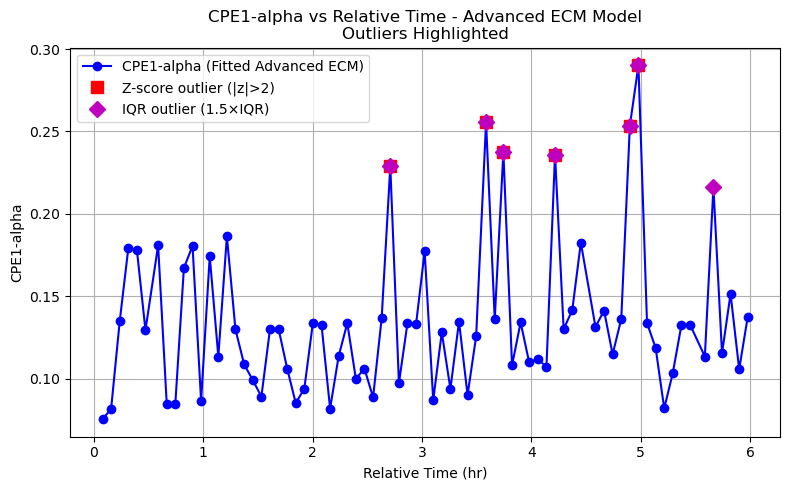 CPE1-alpha vs Relative Time - Advanced ECM Model
Outliers Highlighted
CPE1-alpha (Fitted Advanced ECM)
Z-score outlier (|z|>2)
IQR outlier (1.5×IQR)
CPE1-alpha
0.30
0.25
0.20
0.15
0.10
0 1 2 3 4 5 6
Relative Time (hr)